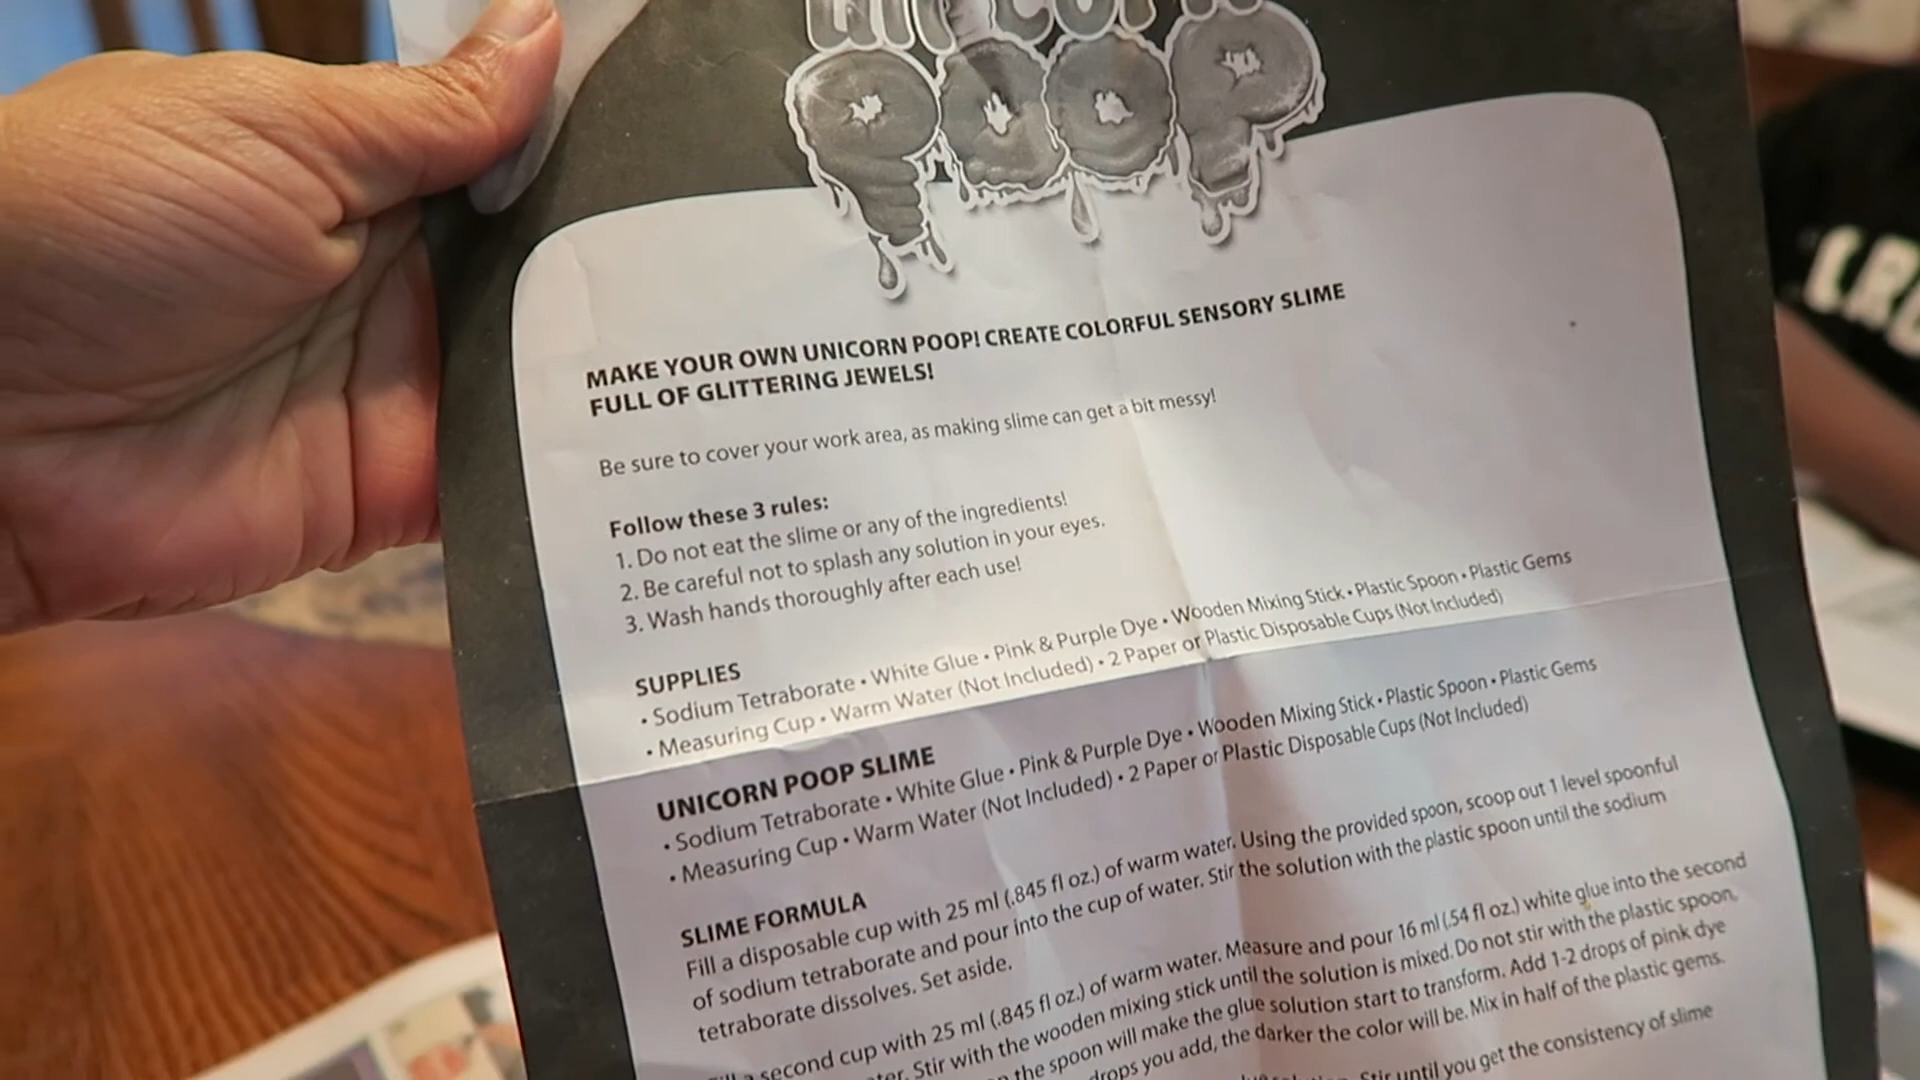 POOP
MAKE YOUR OWN UNICORN POOP! CREATE COLORFUL SENSORY SLIME
FULL OF GLITTERING JEWELS!
Be sure to cover your work area, as making slime can get a bit messy!
Follow these 3 rules:
1. Do not eat the slime or any of the ingredients!
2. Be careful not to splash any solution in your eyes.
3. Wash hands thoroughly after each use!
SUPPLIES
• Sodium Tetraborate • White Glue • Pink & Purple Dye • Wooden Mixing Stick • Plastic Spoon • Plastic Gems
• Measuring Cup • Warm Water (Not Included) • 2 Paper or Plastic Disposable Cups (Not Included)
UNICORN POOP SLIME
• Sodium Tetraborate • White Glue • Pink & Purple Dye • Wooden Mixing Stick • Plastic Spoon • Plastic Gems
• Measuring Cup • Warm Water (Not Included) • 2 Paper or Plastic Disposable Cups (Not Included)
SLIME FORMULA
Fill a disposable cup with 25 ml (.845 fl oz.) of warm water. Using the provided spoon, scoop out 1 level spoonful
of sodium tetraborate and pour into the cup of water. Stir the solution with the plastic spoon until the sodium
tetraborate dissolves. Set aside.
second cup with 25 ml (.845 fl oz.) of warm water. Measure and pour 16 ml (.54 fl oz.) white glue into the second
Stir with the wooden mixing stick until the solution is mixed. Do not stir with the plastic spoon,
the spoon will make the glue solution start to transform. Add 1-2 drops of pink dye
drops you add, the darker the color will be. Mix in half of the plastic gems.
Stir until you get the consistency of slime